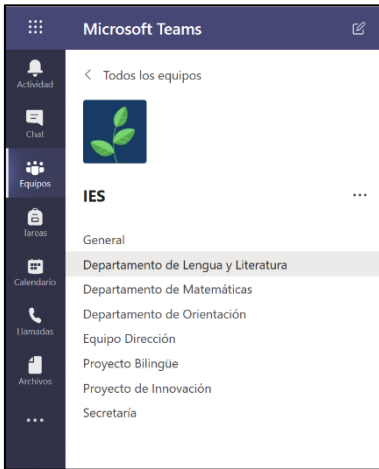 Microsoft Teams
Actividad
Chat
Equipos
Tareas
Calendario
Llamadas
Archivos
Todos los equipos
IES
General
Departamento de Lengua y Literatura
Departamento de Matemáticas
Departamento de Orientación
Equipo Dirección
Proyecto Bilingüe
Proyecto de Innovación
Secretaría